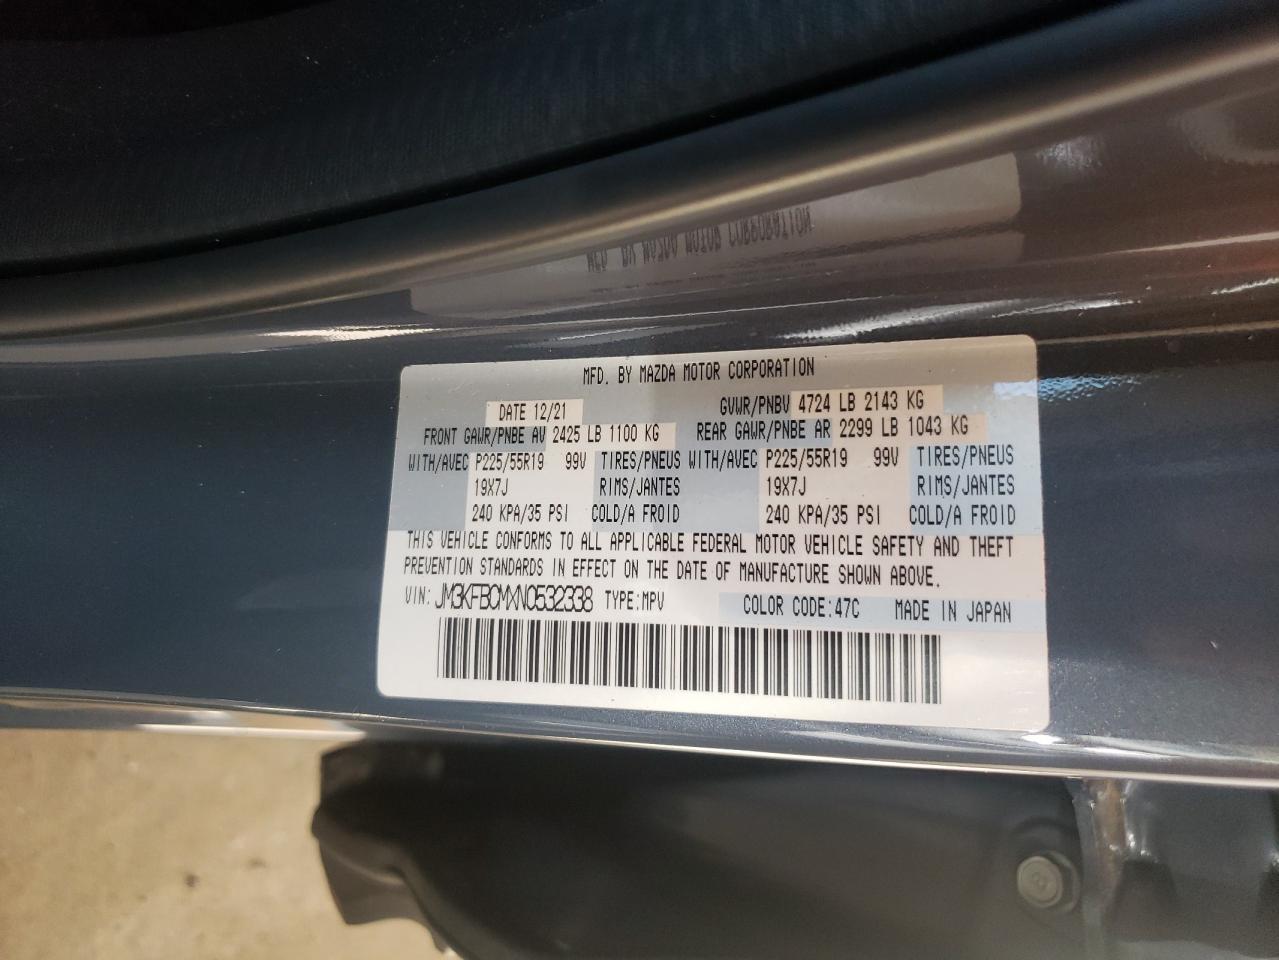 MFD. BY MAZDA MOTOR CORPORATION
DATE 12/21 GVWR/PNBV 4724 LB 2143 KG
FRONT GAWR/PNBE AV 2425 LB 1100 KG REAR GAWR/PNBE AR 2299 LB 1043 KG
WITH/AVEC P225/55R19 99V TIRES/PNEUS WITH/AVEC P225/55R19 99V TIRES/PNEUS
19X7J RIMS/JANTES 19X7J RIMS/JANTES
240 KPA/35 PSI COLD/A FROID 240 KPA/35 PSI COLD/A FROID
THIS VEHICLE CONFORMS TO ALL APPLICABLE FEDERAL MOTOR VEHICLE SAFETY AND THEFT
PREVENTION STANDARDS IN EFFECT ON THE DATE OF MANUFACTURE SHOWN ABOVE.
VIN: JM3KFBCMXN0532338 TYPE:MPV COLOR CODE:47C MADE IN JAPAN